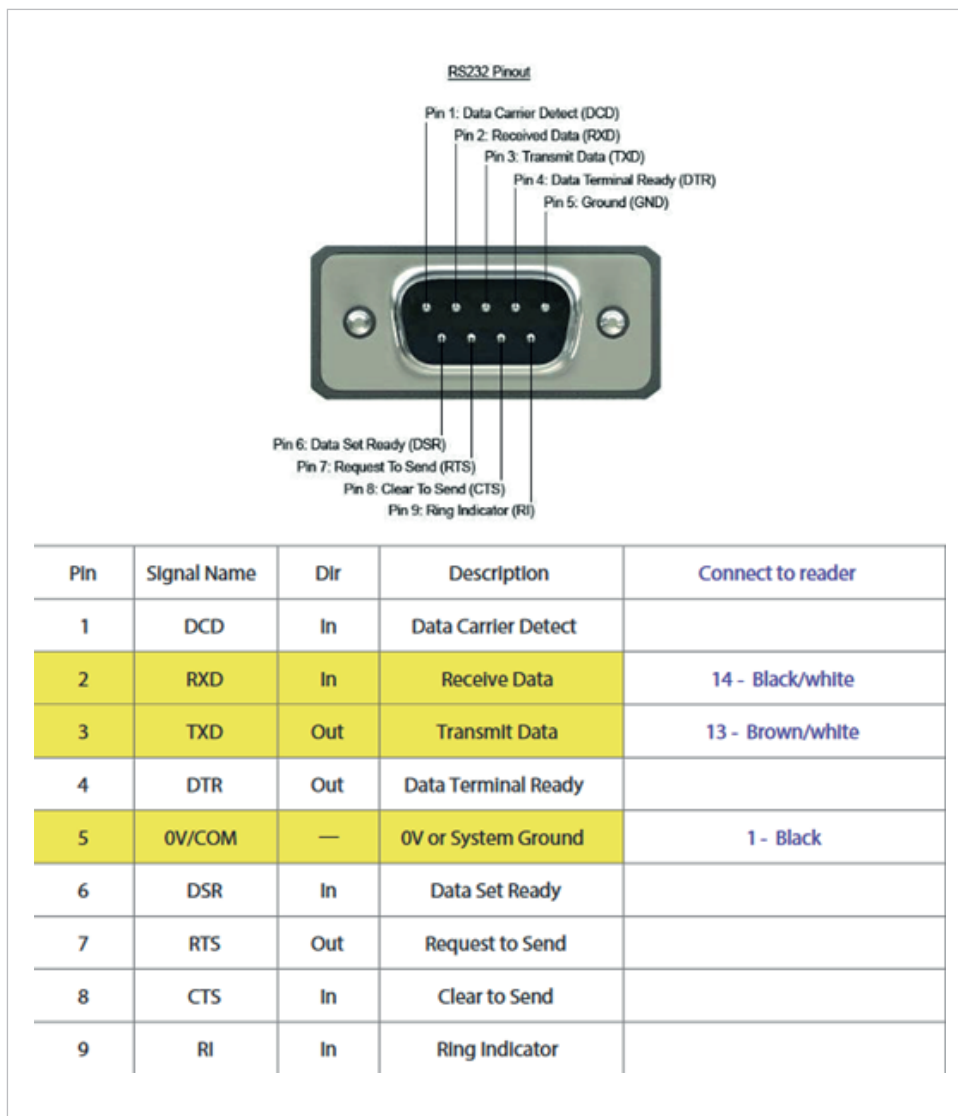 RS232 Pinout
Pin 1: Data Carrier Detect (DCD)
Pin 2: Received Data (RXD)
Pin 3: Transmit Data (TXD)
Pin 4: Data Terminal Ready (DTR)
Pin 5: Ground (GND)
Pin 6: Data Set Ready (DSR)
Pin 7: Request To Send (RTS)
Pin 8: Clear To Send (CTS)
Pin 9: Ring Indicator (RI)
Pin Signal Name Dir Description Connect to reader
1 DCD In Data Carrier Detect
2 RXD In Receive Data 14 - Black/white
3 TXD Out Transmit Data 13 - Brown/white
4 DTR Out Data Terminal Ready
5 0V/COM — 0V or System Ground 1 - Black
6 DSR In Data Set Ready
7 RTS Out Request to Send
8 CTS In Clear to Send
9 RI In Ring Indicator